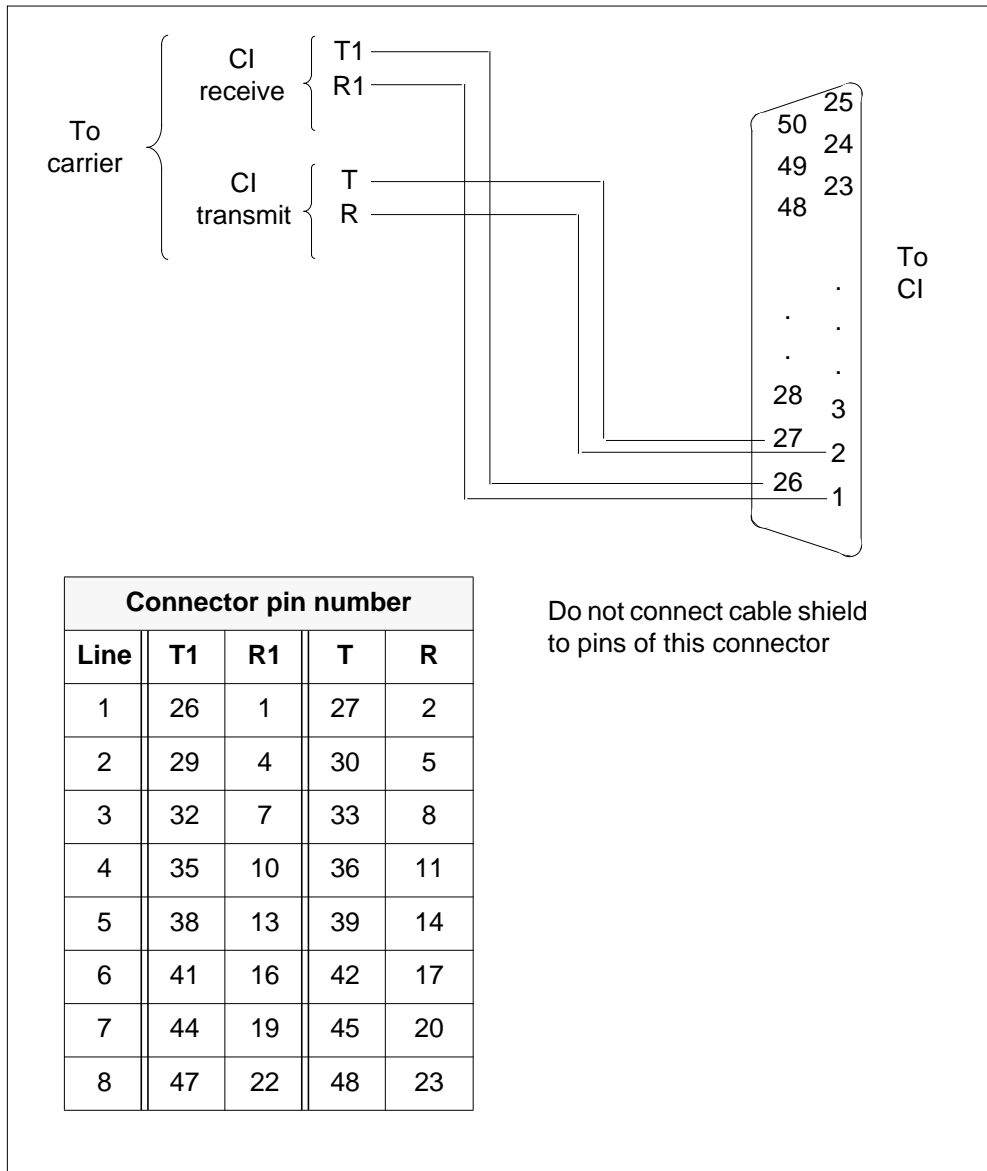 To
carrier
CI
receive
T1
R1
CI
transmit
T
R
25
50
24
49
23
48
.
.
.
.
.
28
3
27
2
26
1
To
CI
Do not connect cable shield
to pins of this connector
Connector pin number
Line T1 R1 T R
1 26 1 27 2
2 29 4 30 5
3 32 7 33 8
4 35 10 36 11
5 38 13 39 14
6 41 16 42 17
7 44 19 45 20
8 47 22 48 23